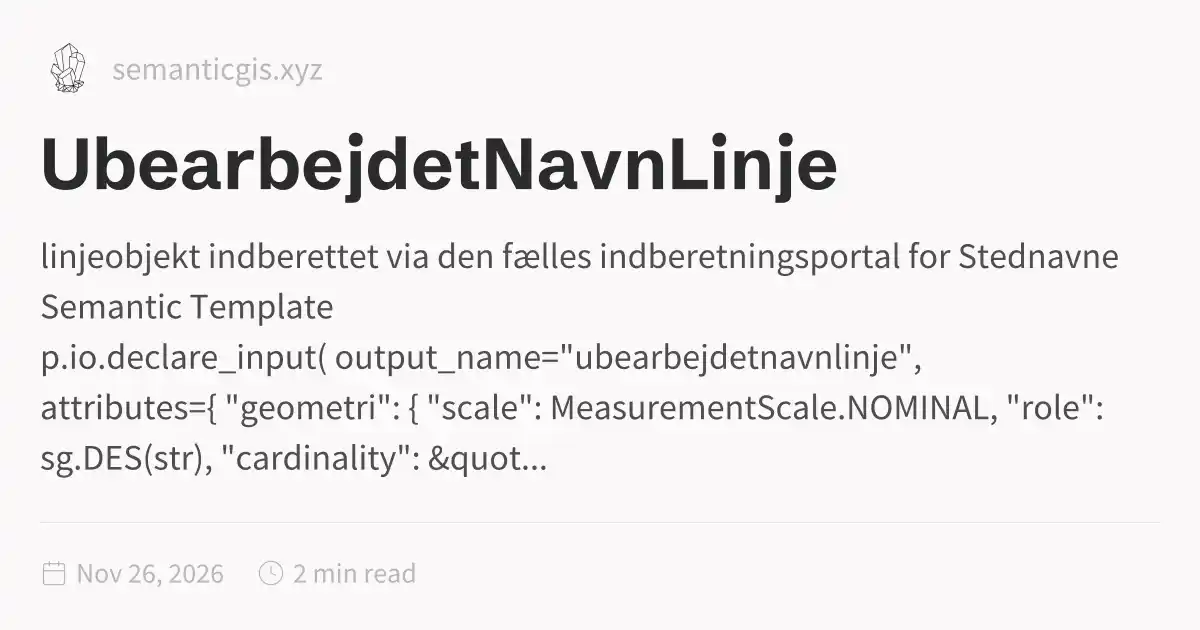 semanticgis.xyz
UbearbejdetNavnLinje
linjeobjekt indberettet via den fælles indberetningsportal for Stednavne
Semantic Template
p.io.declare_input( output_name="ubearbejdetnavnlinje",
attributes={ "geometri": { "scale": MeasurementScale.NOMINAL, "role":
sg.DES(str), "cardinality": &quot...
Nov 26, 2026 2 min read